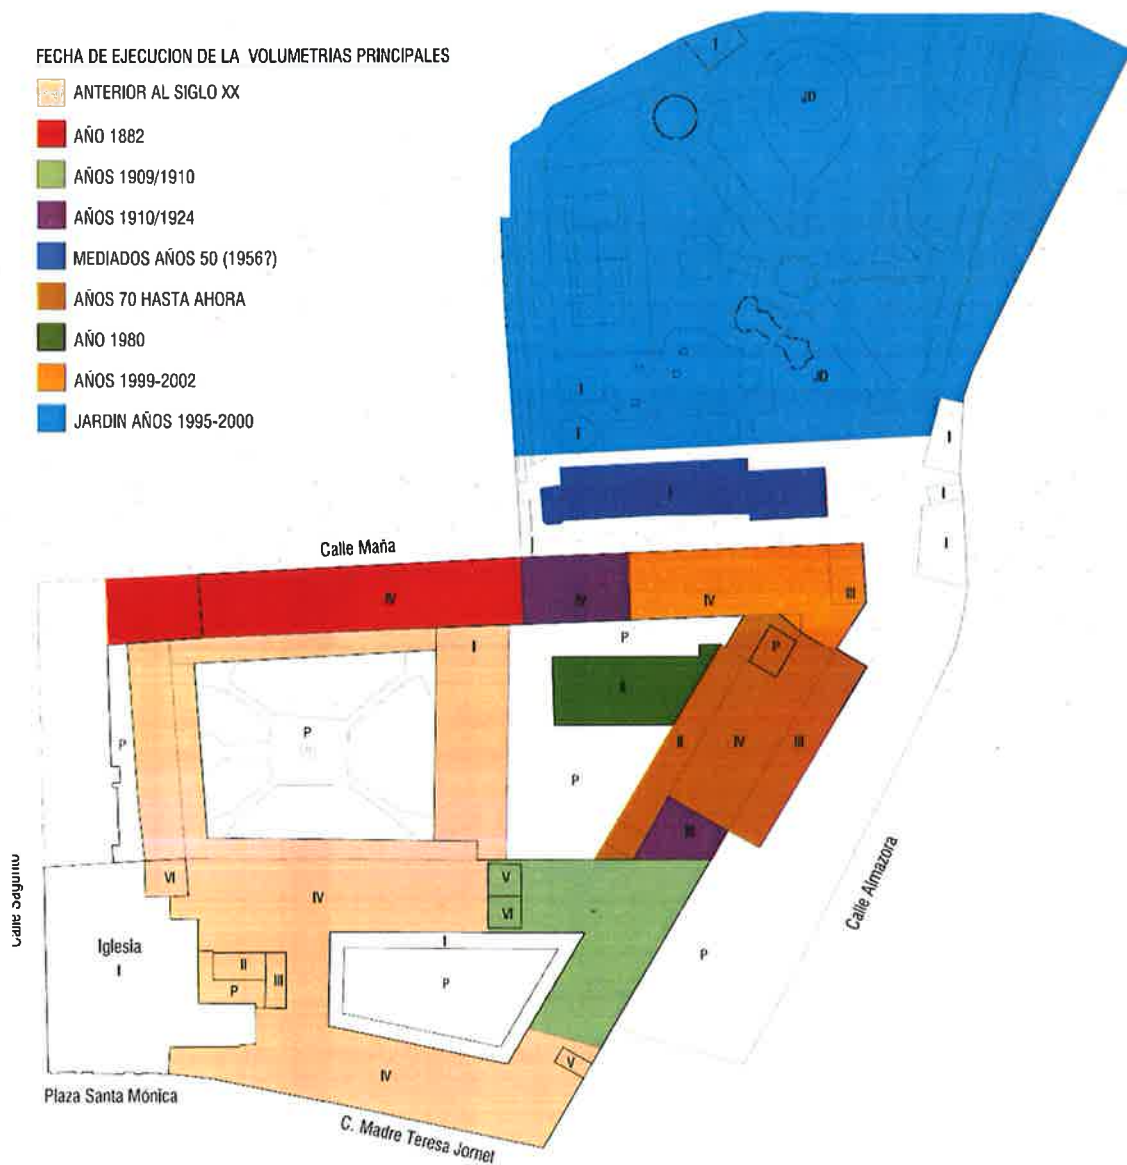 FECHA DE EJECUCION DE LA VOLUMETRIAS PRINCIPALES
ANTERIOR AL SIGLO XX
AÑO 1882
AÑOS 1909/1910
AÑOS 1910/1924
MEDIADOS AÑOS 50 (1956?)
AÑOS 70 HASTA AHORA
AÑO 1980
AÑOS 1999-2002
JARDIN AÑOS 1995-2000
I
JD
JD
I
I
I
I
I
I
Calle Maña
IV
IV
IV
III
I
P
P
II
P
P
II
IV
III
P
III
VI
IV
V
VI
Iglesia
I
II
III
P
I
P
P
V
IV
Calle Almazora
Calle Sagunto
Plaza Santa Mónica
C. Madre Teresa Jornet